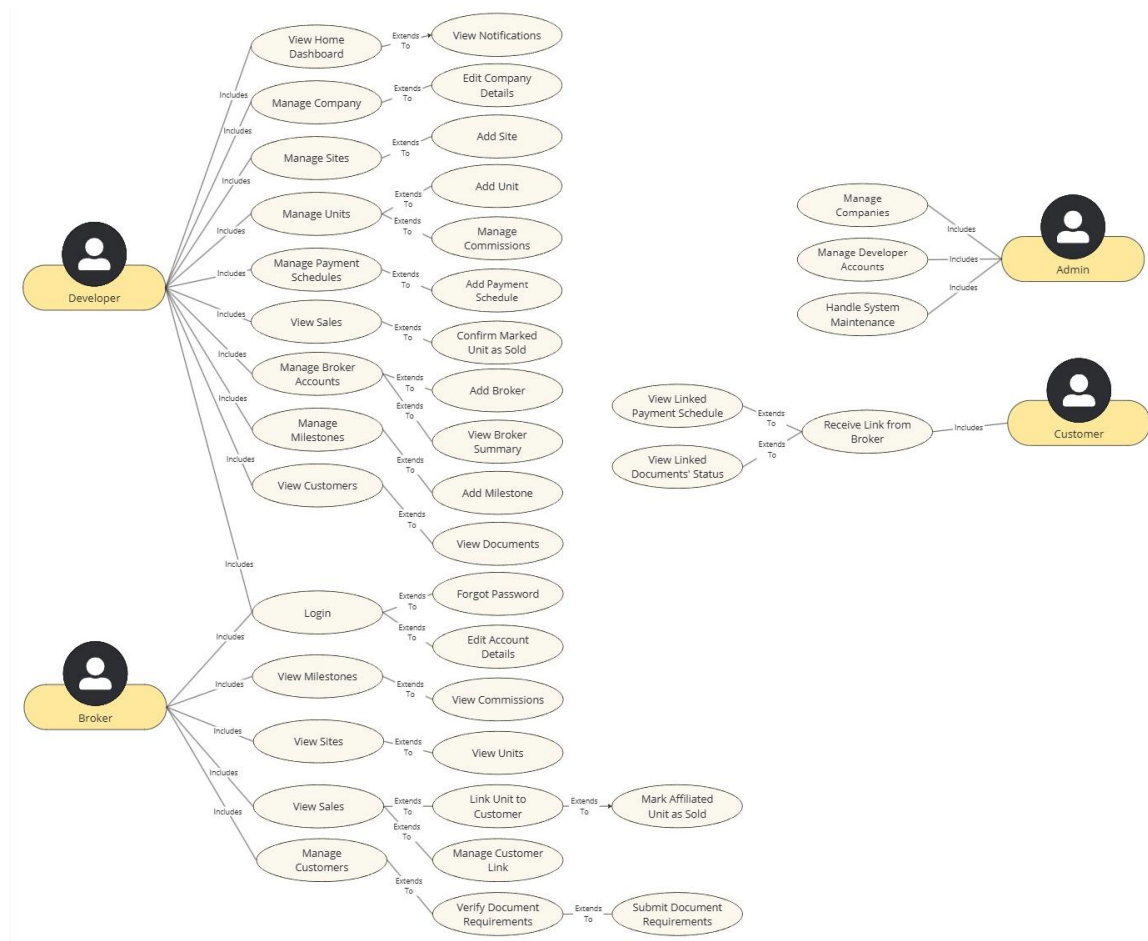 View Home
Dashboard
Extends
To
View Notifications
Includes
Manage Company
Extends
To
Edit Company
Details
Includes
Manage Sites
Extends
To
Add Site
Includes
Manage Units
Extends
To
Add Unit
Extends
To
Manage
Commissions
Includes
Developer
Includes
Manage Payment
Schedules
Extends
To
Add Payment
Schedule
Includes
View Sales
Extends
To
Confirm Marked
Unit as Sold
Includes
Manage Broker
Accounts
Extends
To
Add Broker
Extends
To
View Broker
Summary
Includes
Manage
Milestones
Extends
To
Add Milestone
Includes
View Customers
Extends
To
View Documents
Includes
Includes
Login
Extends
To
Forgot Password
Extends
To
Edit Account
Details
Includes
Broker
Includes
View Milestones
Extends
To
View Commissions
Includes
View Sites
Extends
To
View Units
Includes
View Sales
Extends
To
Link Unit to
Customer
Extends
To
Mark Affiliated
Unit as Sold
Extends
To
Manage Customer
Link
Includes
Manage
Customers
Extends
To
Verify Document
Requirements
Extends
To
Submit Document
Requirements
Manage
Companies
Includes
Manage Developer
Accounts
Includes
Admin
Handle System
Maintenance
Includes
View Linked
Payment Schedule
Extends
To
Receive Link from
Broker
Includes
Customer
View Linked
Documents' Status
Extends
To